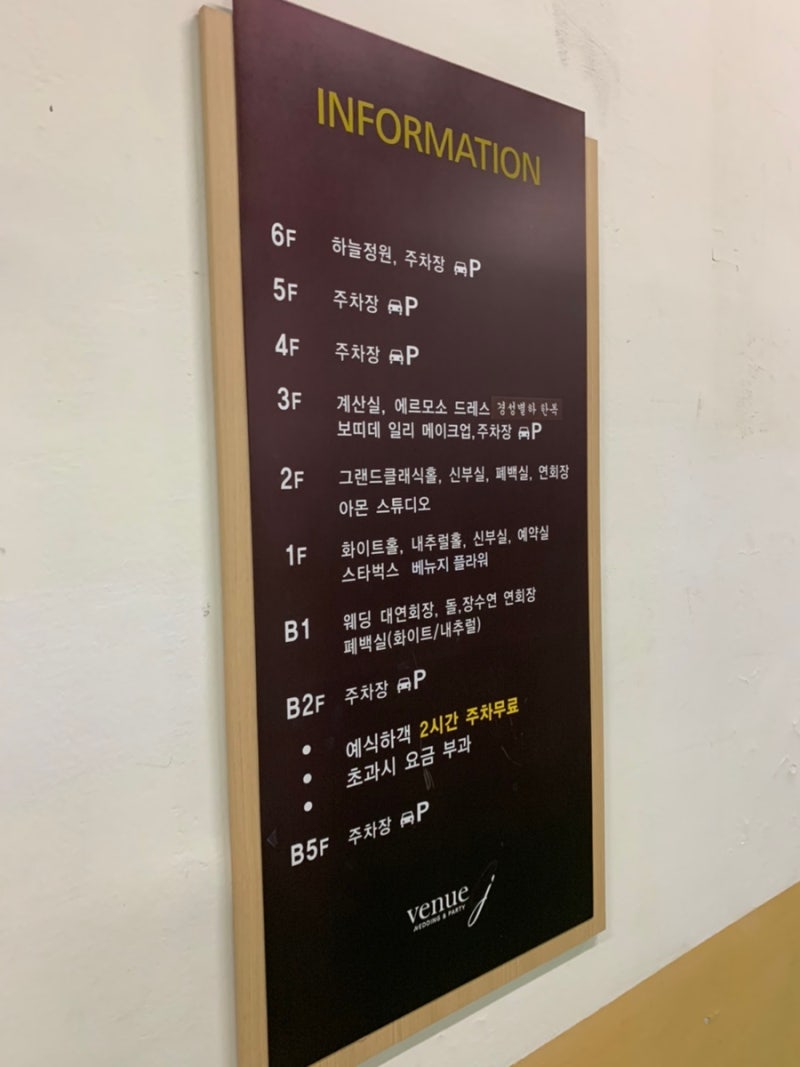 INFORMATION
6F 하늘정원, 주차장 P
5F 주차장 P
4F 주차장 P
3F 계산실, 에르모소 드레스 경성별하 한복
보띠데 일리 메이크업, 주차장 P
2F 그랜드클래식홀, 신부실, 폐백실, 연회장
아몬 스튜디오
1F 화이트홀, 내추럴홀, 신부실, 예약실
스타벅스 베뉴지 플라워
B1 웨딩 대연회장, 돌,장수연 연회장
폐백실(화이트/내추럴)
B2F 주차장 P
• 예식하객 2시간 주차무료
• 초과시 요금 부과
•
B5F 주차장 P
venue j
WEDDING & PARTY